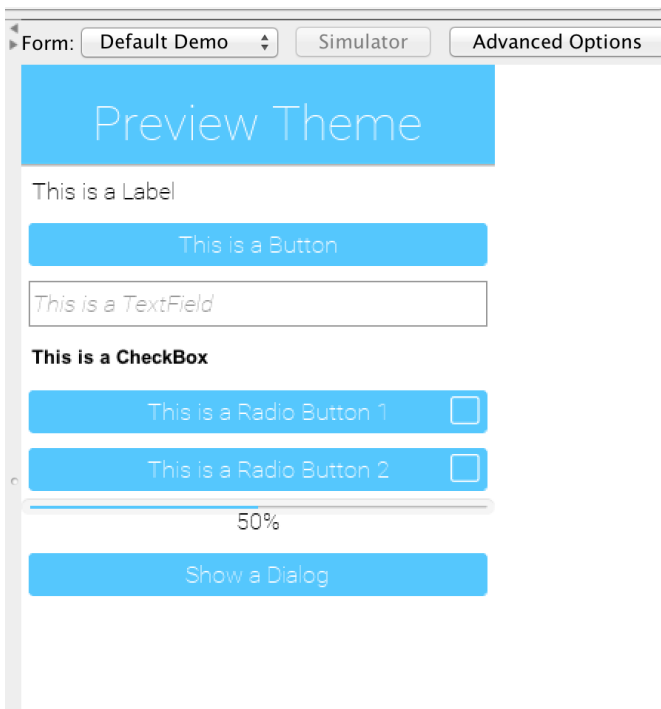 Form: Default Demo Simulator Advanced Options
Preview Theme
This is a Label
This is a Button
This is a TextField
This is a CheckBox
This is a Radio Button 1
This is a Radio Button 2
50%
Show a Dialog